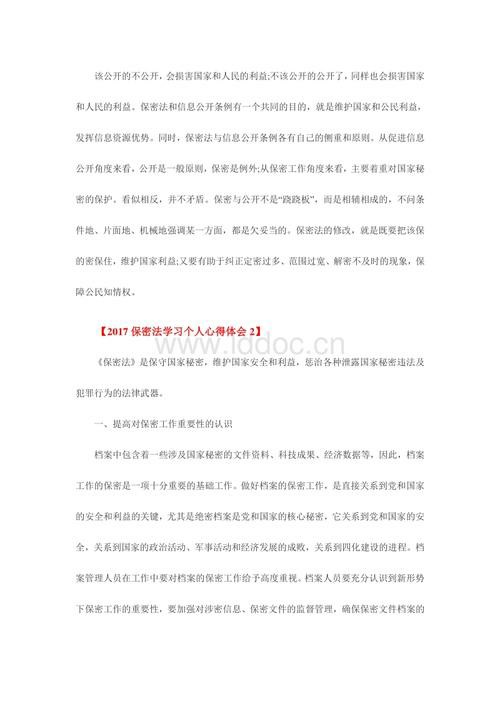 该公开的不公开,会损害国家和人民的利益;不该公开的公开了,同样也会损害国家
和人民的利益。保密法和信息公开条例有一个共同的目的，就是维护国家和公民利益，
发挥信息资源优势。同时，保密法与信息公开条例各有自己的侧重和原则。从促进信息
公开角度来看，公开是一般原则，保密是例外;从保密工作角度来看，主要着重对国家秘密
的保护。看似相反，并不矛盾。保密与公开不是“跷跷板”，而是相辅相成的，不问条
件地、片面地、机械地强调某一方面，都是欠妥当的。保密法的修改，就是既要把该保
的密保住，维护国家利益;又要有助于纠正定密过多、范围过宽、解密不及时的现象，保
障公民知情权。
【2017 保密法学习个人心得体会 2】
www.lddoc.cn
《保密法》是保守国家秘密，维护国家安全和利益，惩治各种泄露国家秘密违法及
犯罪行为的法律武器。
一、提高对保密工作重要性的认识
档案中包含着一些涉及国家秘密的文件资料、科技成果、经济数据等，因此，档案
工作的保密是一项十分重要的基础工作。做好档案的保密工作，是直接关系到党和国家
的安全和利益的关键，尤其是绝密档案是党和国家的核心秘密，它关系到党和国家的安
全，关系到国家的政治活动、军事活动和经济发展的成败，关系到四化建设的进程。档
案管理人员在工作中要对档案的保密工作给予高度重视。档案人员要充分认识到新形势
下保密工作的重要性，要加强对涉密信息、保密文件的监督管理，确保保密文件档案的